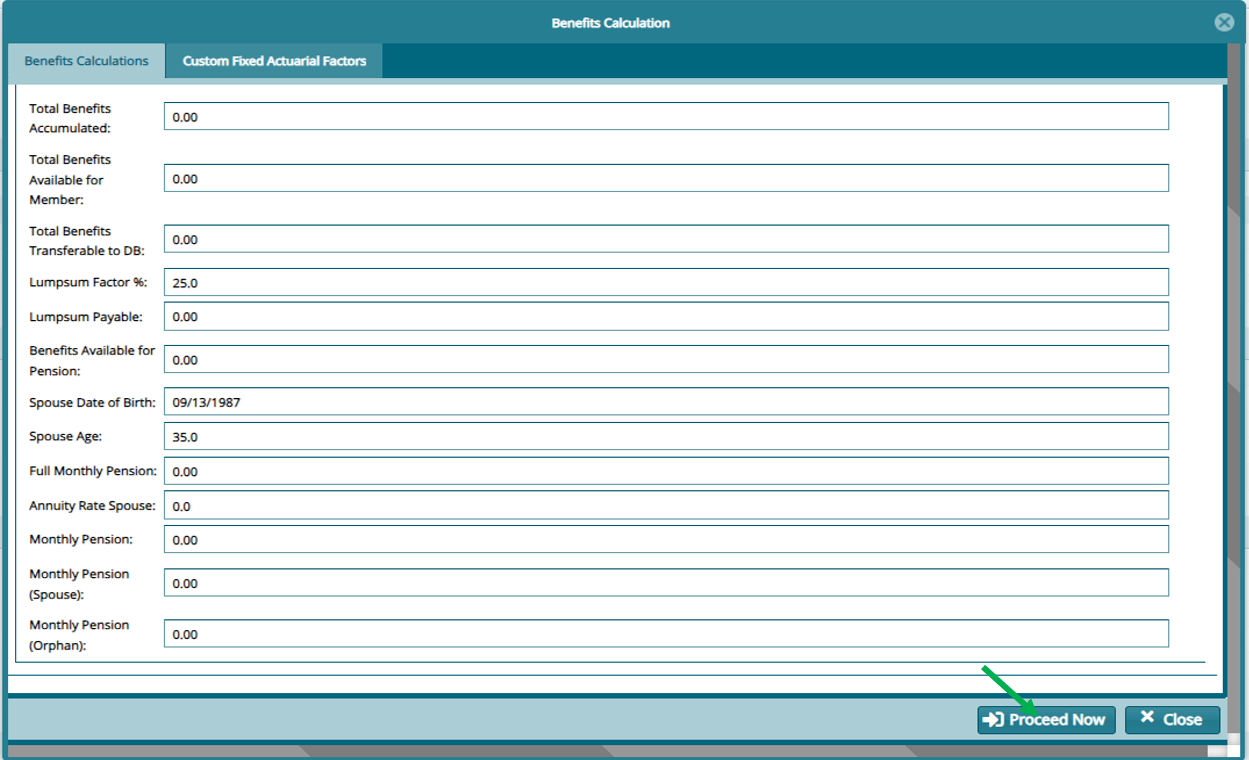 Benefits Calculation
Benefits Calculations
Custom Fixed Actuarial Factors
Total Benefits
Accumulated:
0.00
Total Benefits
Available for
Member:
0.00
Total Benefits
Transferable to DB:
0.00
Lumpsum Factor %:
25.0
Lumpsum Payable:
0.00
Benefits Available for
Pension:
0.00
Spouse Date of Birth:
09/13/1987
Spouse Age:
35.0
Full Monthly Pension:
0.00
Annuity Rate Spouse:
0.0
Monthly Pension:
0.00
Monthly Pension
(Spouse):
0.00
Monthly Pension
(Orphan):
0.00
Proceed Now
Close